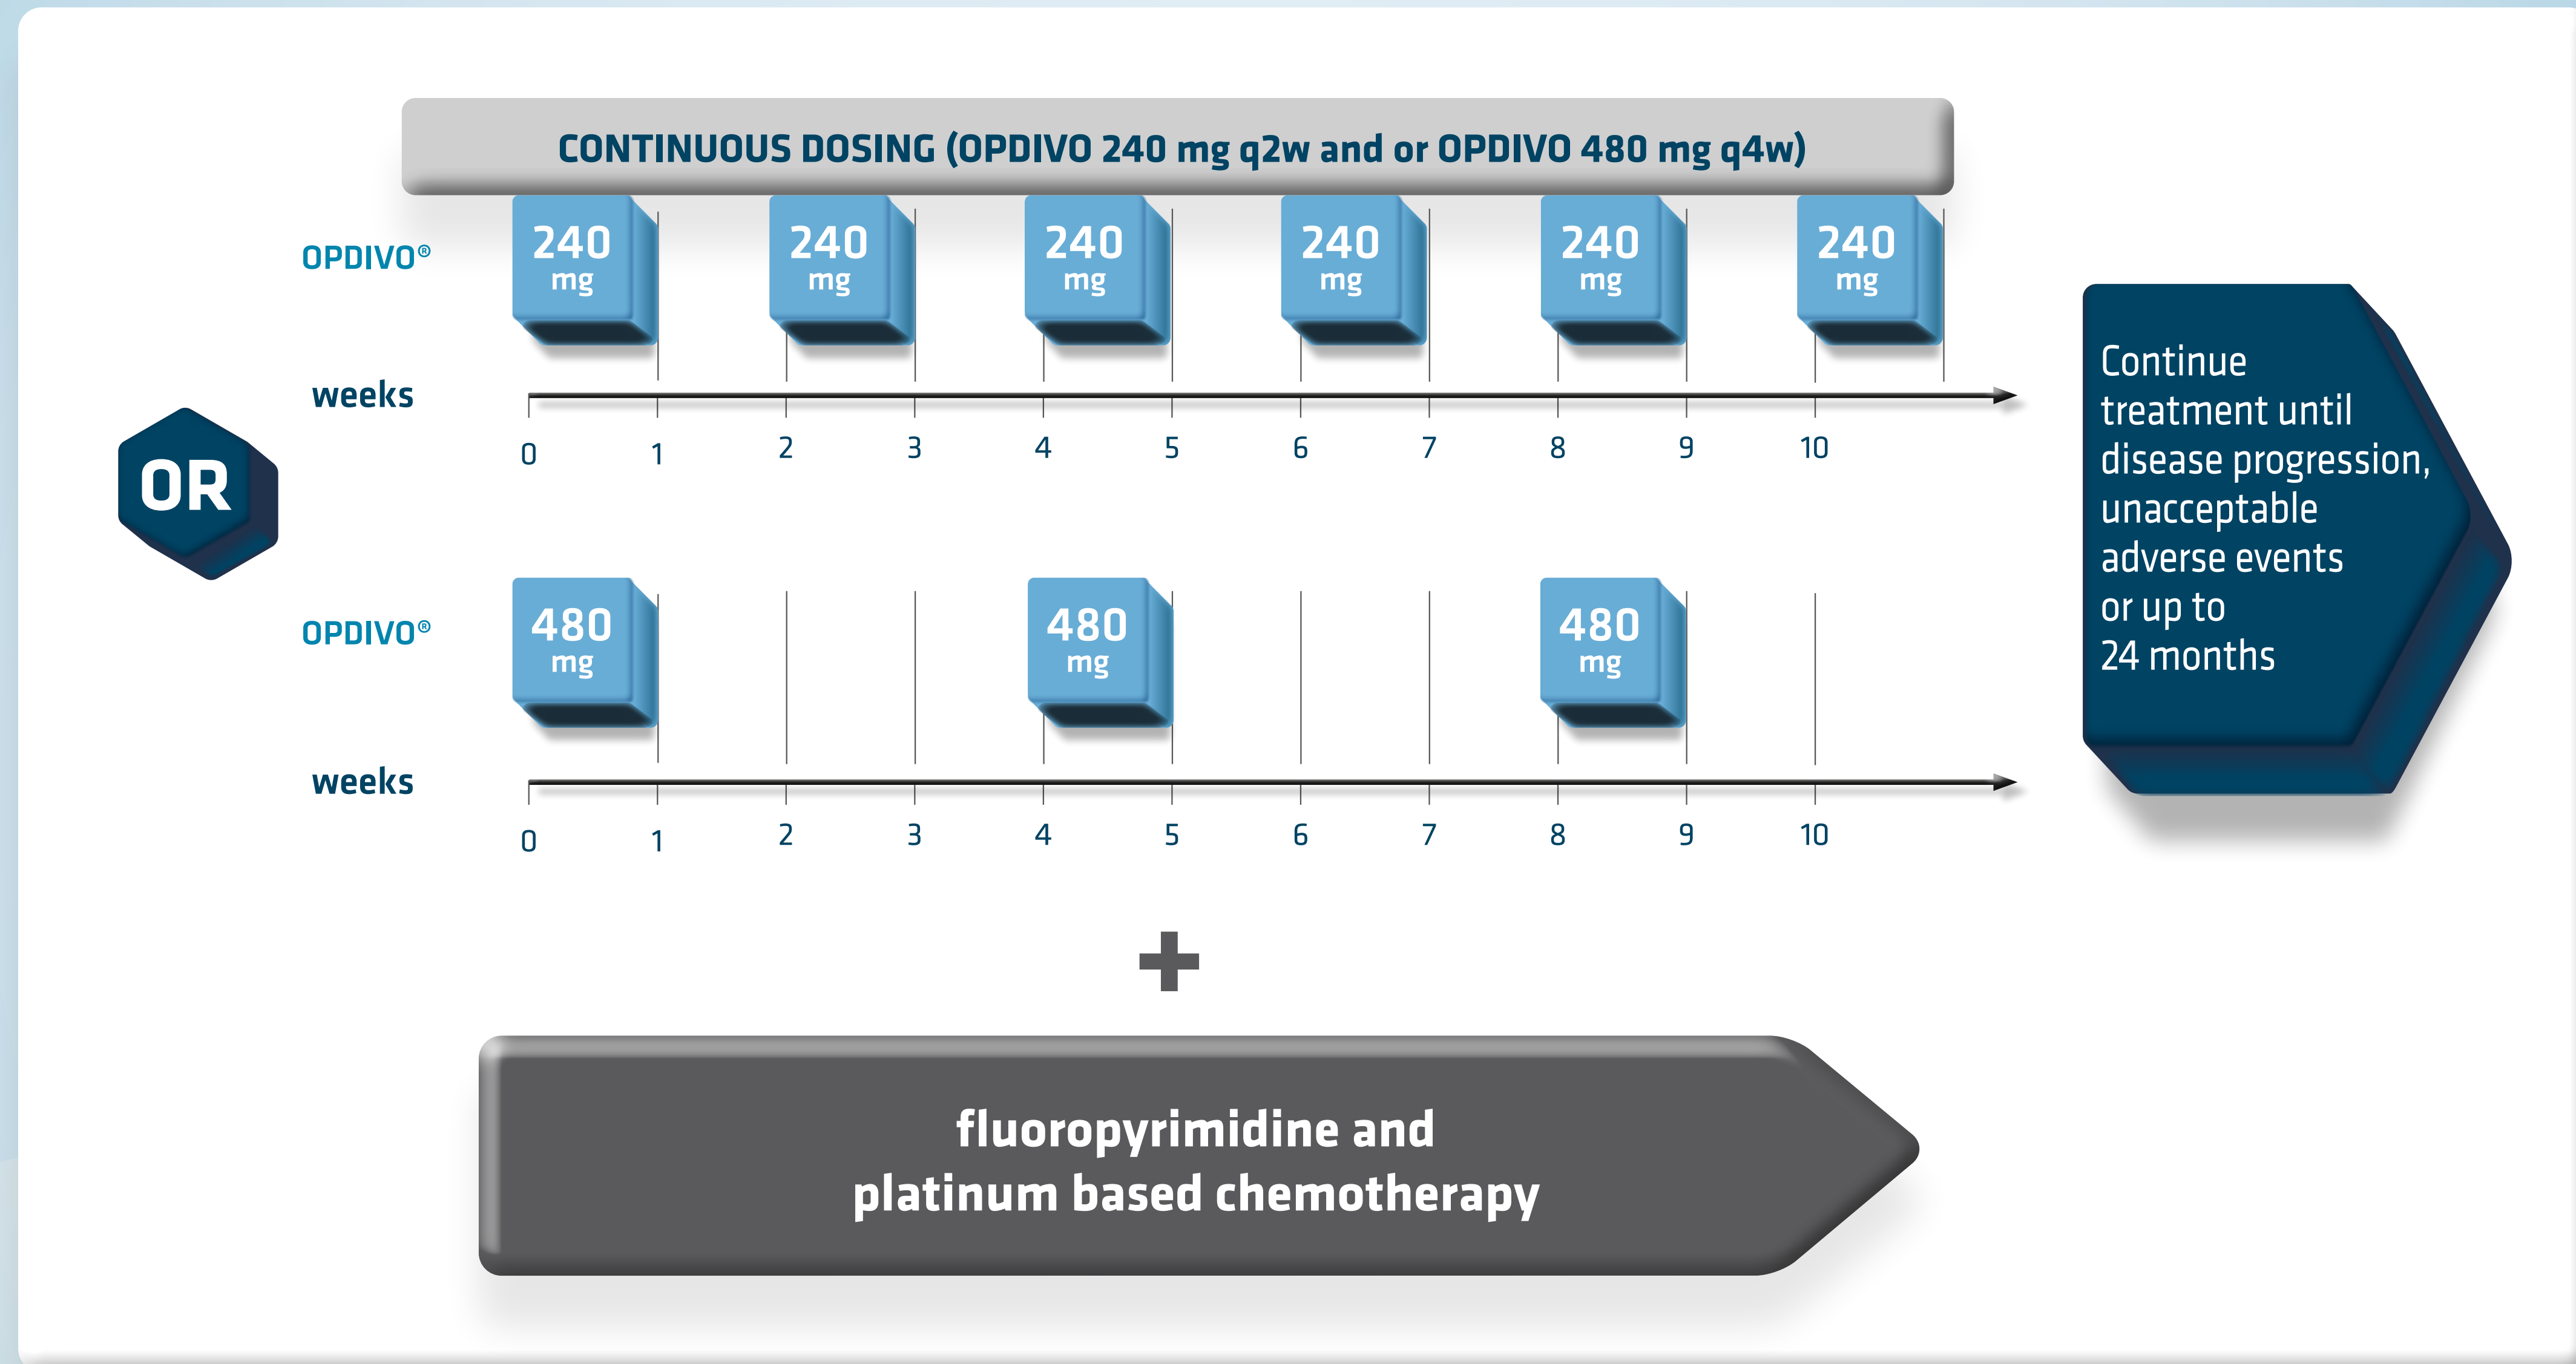 CONTINUOUS DOSING (OPDIVO 240 mg q2w and or OPDIVO 480 mg q4w)
OPDIVO®
240 mg
240 mg
240 mg
240 mg
240 mg
240 mg
weeks
0 1 2 3 4 5 6 7 8 9 10
OR
OPDIVO®
480 mg
480 mg
480 mg
weeks
0 1 2 3 4 5 6 7 8 9 10
Continue
treatment until
disease progression,
unacceptable
adverse events
or up to
24 months
+
fluoropyrimidine and
platinum based chemotherapy